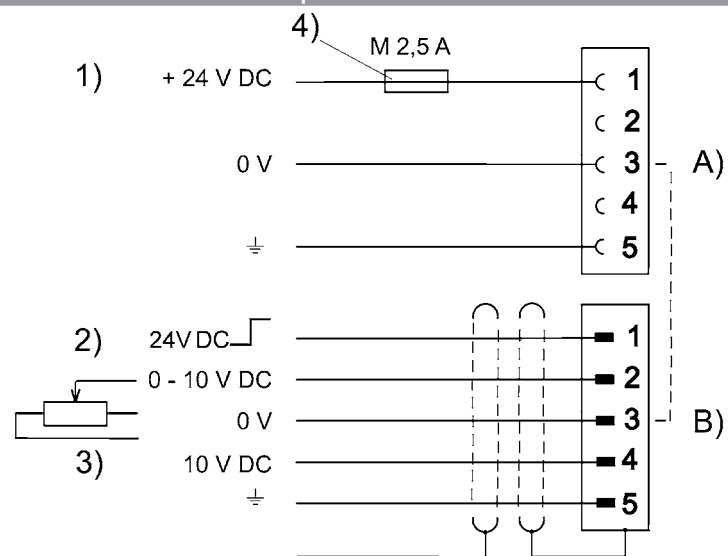 4)
M 2,5 A
1) + 24 V DC 1
2
0 V 3 A)
4
5
2) 24V DC 1
0 - 10 V DC 2
0 V 3 B)
3) 10 V DC 4
5